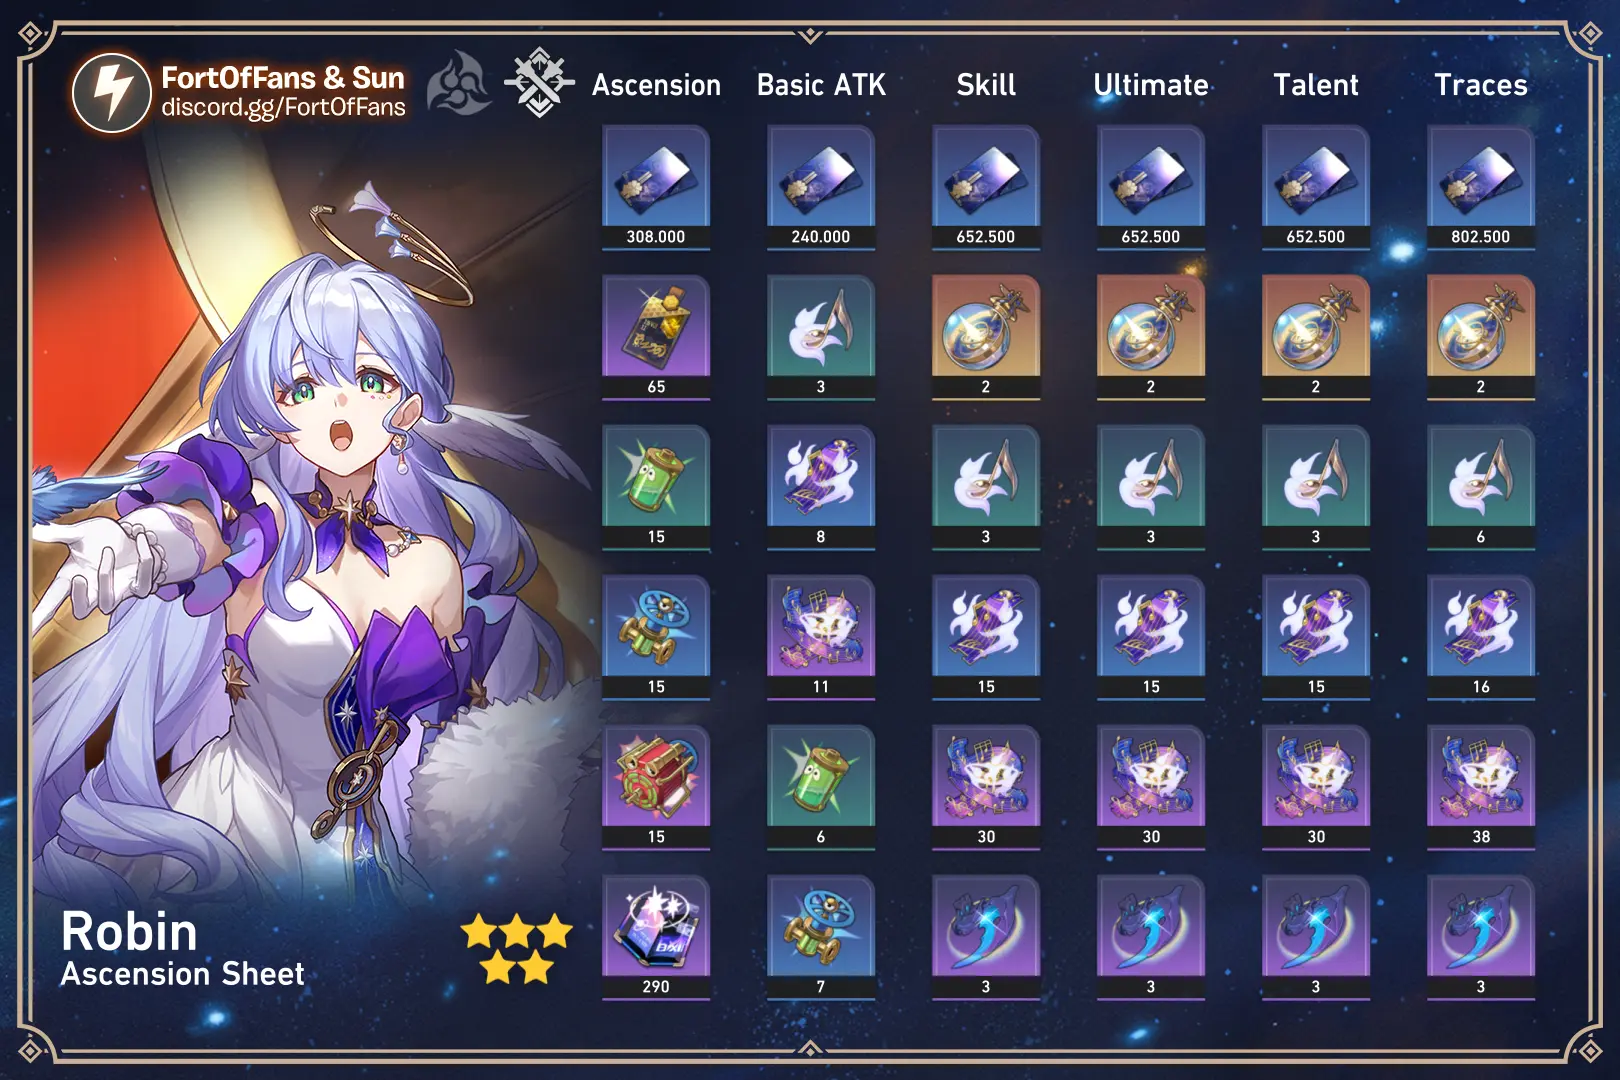 FortOfFans & Sun
discord.gg/FortOfFans
Ascension Basic ATK Skill Ultimate Talent Traces
308.000 240.000 652.500 652.500 652.500 802.500
65 3 2 2 2 2
15 8 3 3 3 6
15 11 15 15 15 16
15 6 30 30 30 38
290 7 3 3 3 3
Robin
Ascension Sheet